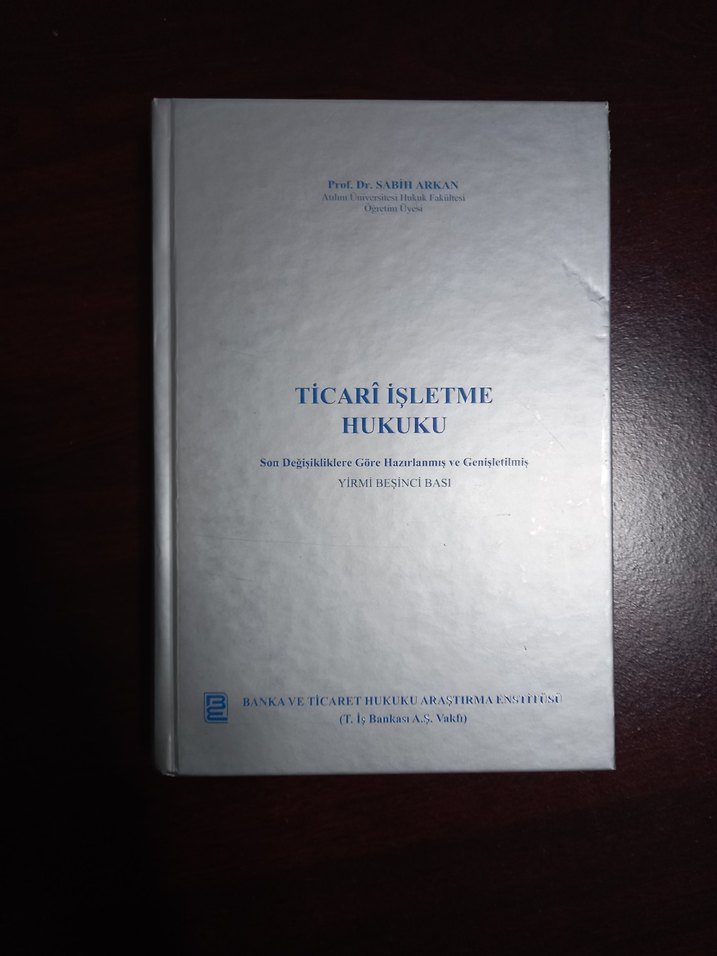 Prof. Dr. SABİH ARKAN
Atılım Üniversitesi Hukuk Fakültesi
Öğretim Üyesi
TİCARÎ İŞLETME
HUKUKU
Son Değişikliklere Göre Hazırlanmış ve Genişletilmiş
YİRMİ BEŞİNCİ BASI
BANKA VE TİCARET HUKUKU ARAŞTIRMA ENSTİTÜSÜ
(T. İş Bankası A.Ş. Vakfı)